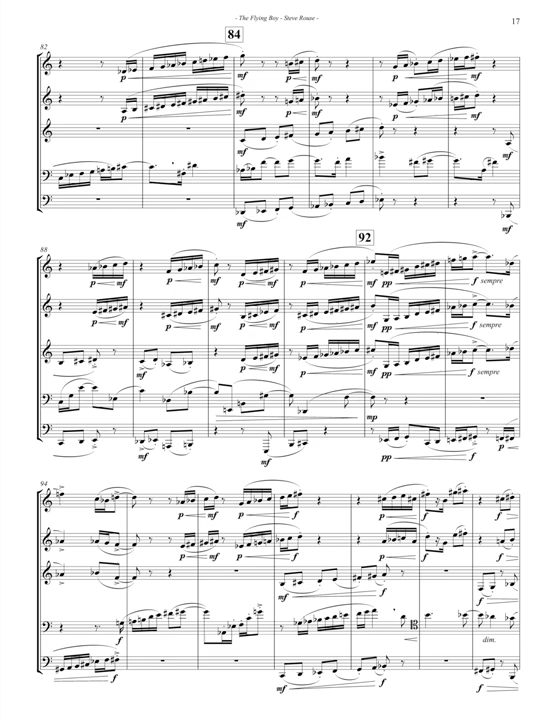 - The Flying Boy - Steve Rouse -
17
84
82
p mf p mf
p mf p mf
mf mf
mf
mf mf
92
88
p mf p mf p mf pp f sempre
p mf p mf p mf pp f sempre
mf p mf pp f sempre
mp
mf mf
94
p mf p f p f f
p mf p f p f f
mf f
p f dim.
mf f